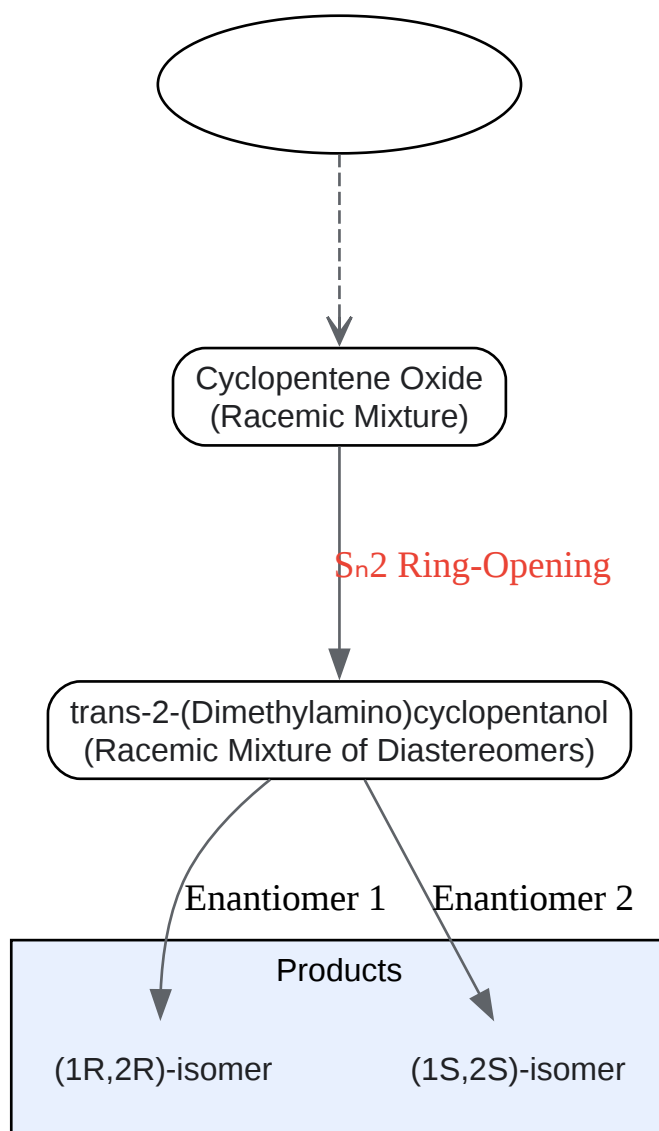 Cyclopentene Oxide
(Racemic Mixture)
Sₙ2 Ring-Opening
trans-2-(Dimethylamino)cyclopentanol
(Racemic Mixture of Diastereomers)
Enantiomer 1
Enantiomer 2
Products
(1R,2R)-isomer
(1S,2S)-isomer